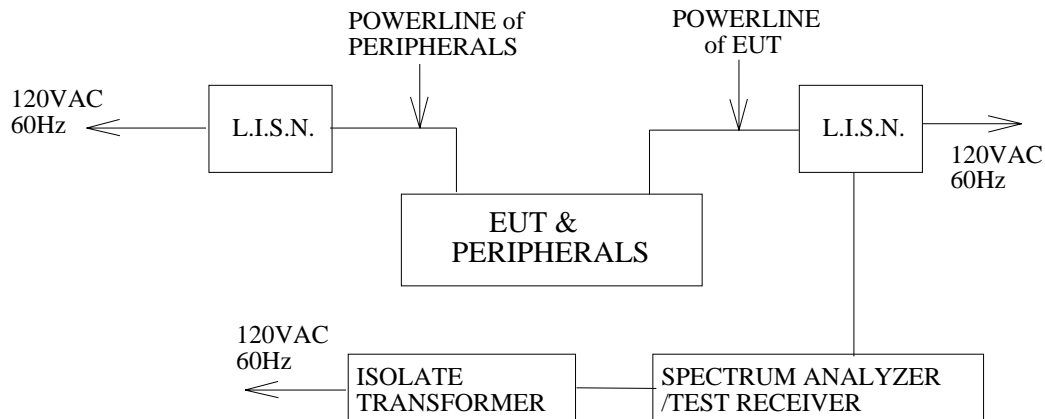 POWERLINE of
PERIPHERALS
POWERLINE
of EUT
120VAC
60Hz
L.I.S.N.
L.I.S.N.
120VAC
60Hz
EUT &
PERIPHERALS
120VAC
60Hz
ISOLATE
TRANSFORMER
SPECTRUM ANALYZER
/TEST RECEIVER